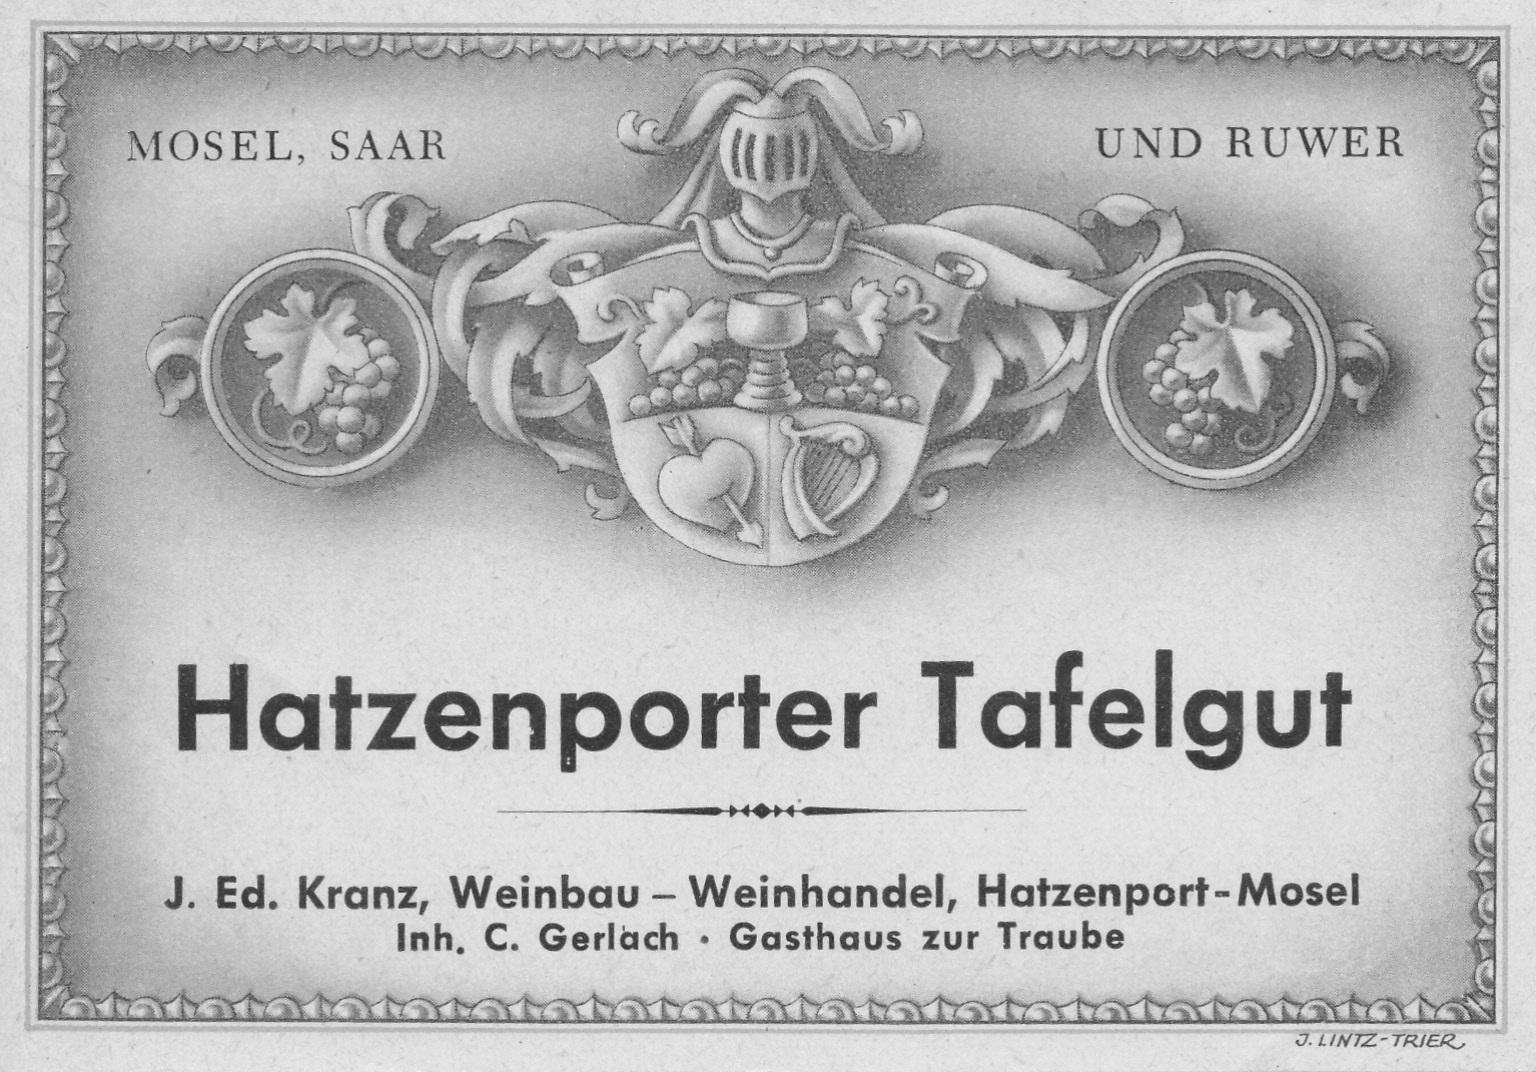 MOSEL, SAAR UND RUWER
Hatzenporter Tafelgut
J. Ed. Kranz, Weinbau – Weinhandel, Hatzenport-Mosel
Inh. C. Gerlach · Gasthaus zur Traube
J. LINTZ-TRIER